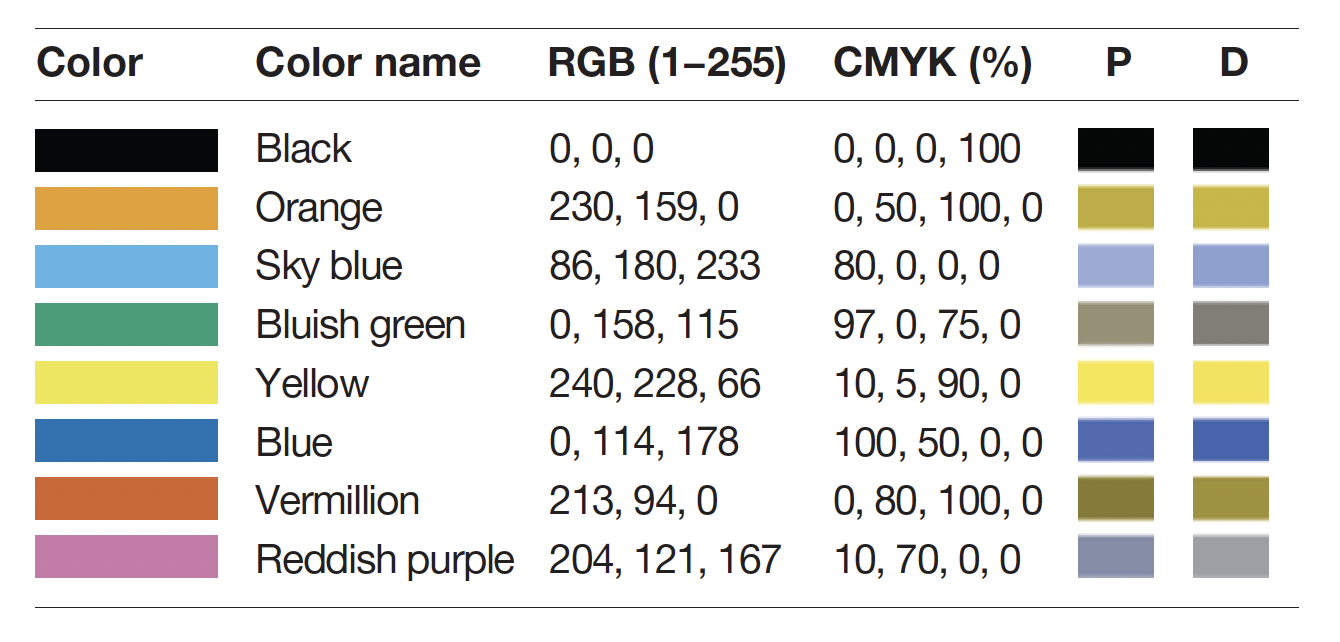 Color Color name RGB (1–255) CMYK (%) P D
Black 0, 0, 0 0, 0, 0, 100
Orange 230, 159, 0 0, 50, 100, 0
Sky blue 86, 180, 233 80, 0, 0, 0
Bluish green 0, 158, 115 97, 0, 75, 0
Yellow 240, 228, 66 10, 5, 90, 0
Blue 0, 114, 178 100, 50, 0, 0
Vermillion 213, 94, 0 0, 80, 100, 0
Reddish purple 204, 121, 167 10, 70, 0, 0